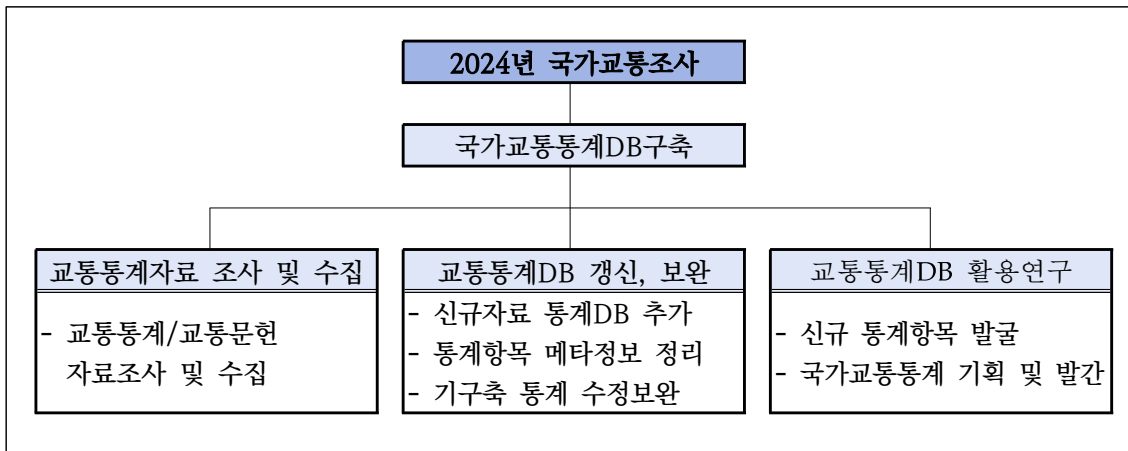 2024년 국가교통조사
국가교통통계DB구축
교통통계자료 조사 및 수집
- 교통통계/교통문헌
자료조사 및 수집
교통통계DB 갱신, 보완
- 신규자료 통계DB 추가
- 통계항목 메타정보 정리
- 기구축 통계 수정보완
교통통계DB 활용연구
- 신규 통계항목 발굴
- 국가교통통계 기획 및 발간